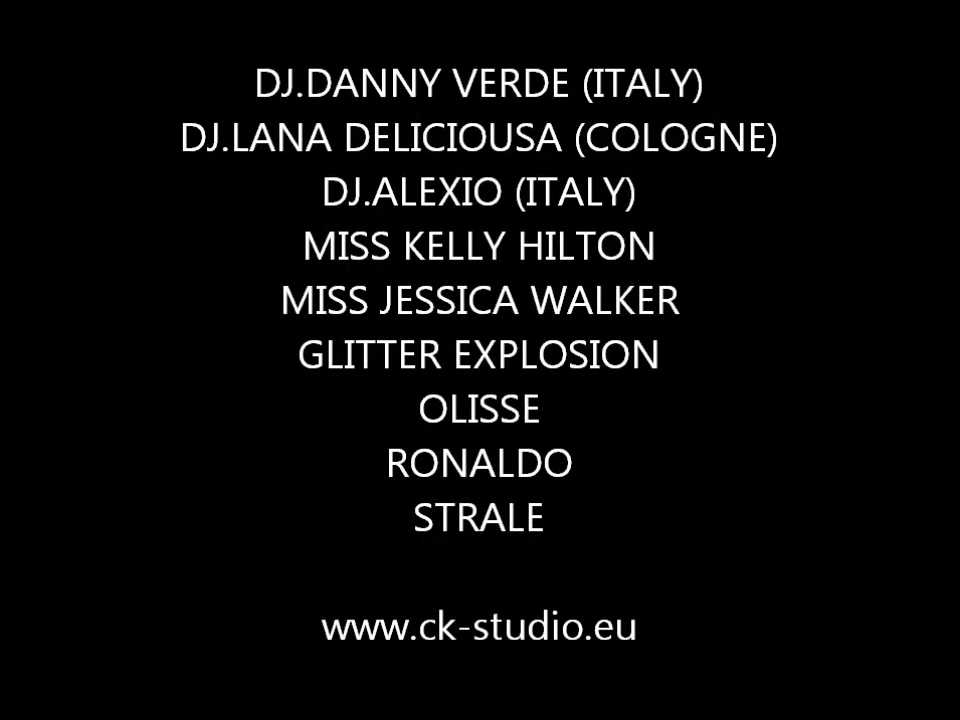 DJ.DANNY VERDE (ITALY)
DJ.LANA DELICIOUSA (COLOGNE)
DJ.ALEXIO (ITALY)
MISS KELLY HILTON
MISS JESSICA WALKER
GLITTER EXPLOSION
OLISSE
RONALDO
STRALE
www.ck-studio.eu